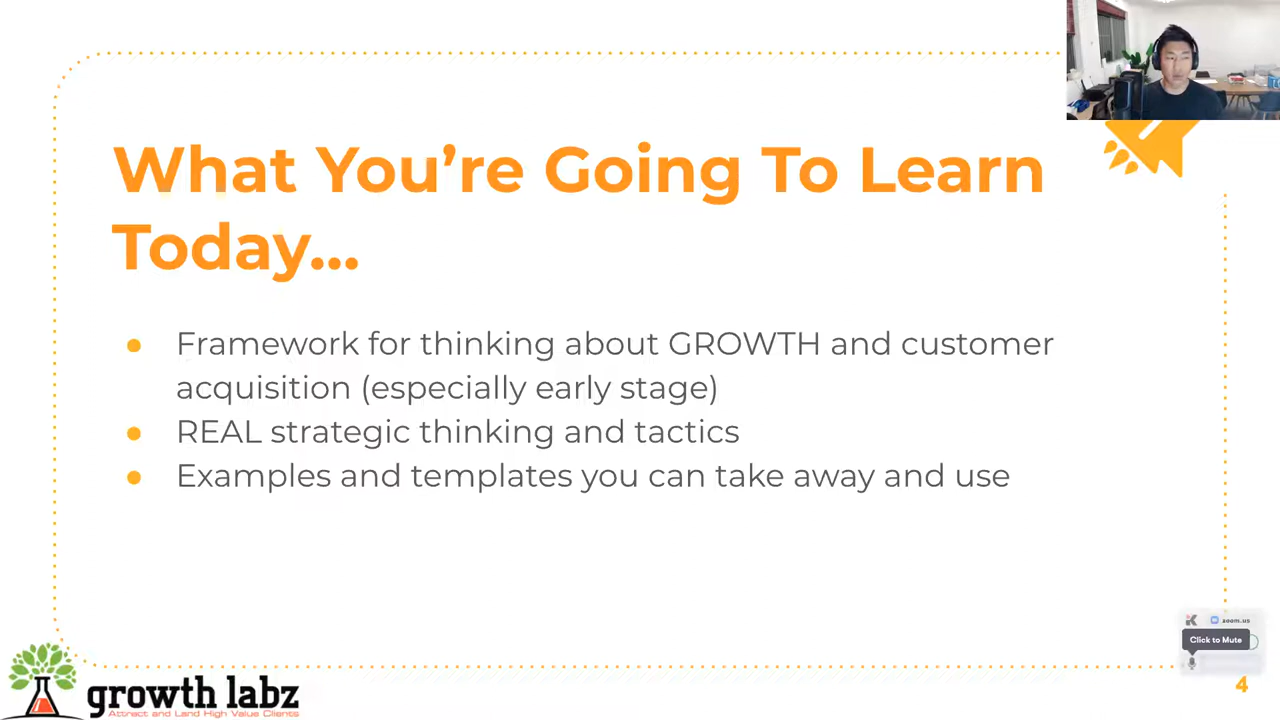 What You’re Going To Learn
Today...
● Framework for thinking about GROWTH and customer
acquisition (especially early stage)
● REAL strategic thinking and tactics
● Examples and templates you can take away and use
zoom.us
Click to Mute
4
growth labz
Attract and Land High Value Clients